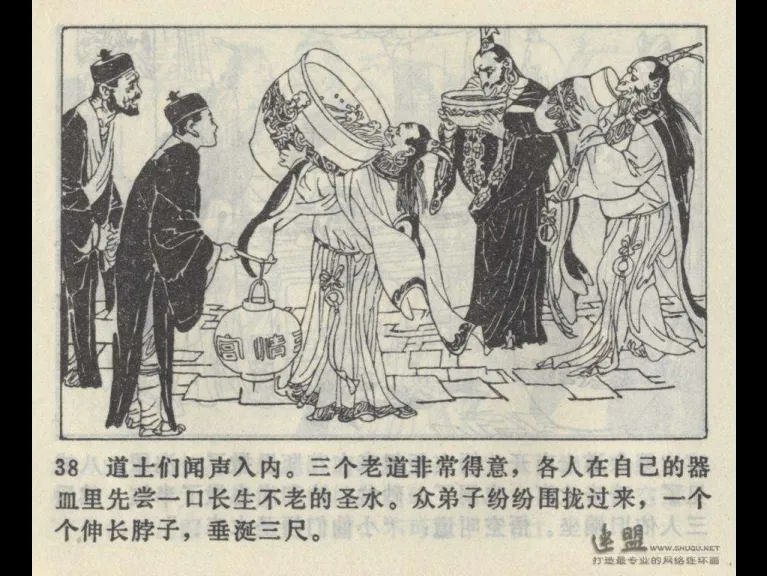 宫情三
38 道士们闻声入内。三个老道非常得意，各人在自己的器
皿里先尝一口长生不老的圣水。众弟子纷纷围拢过来，一个
个伸长脖子，垂涎三尺。
迷盟 WWW.SHUQU.NET
打造最专业的网络连环画